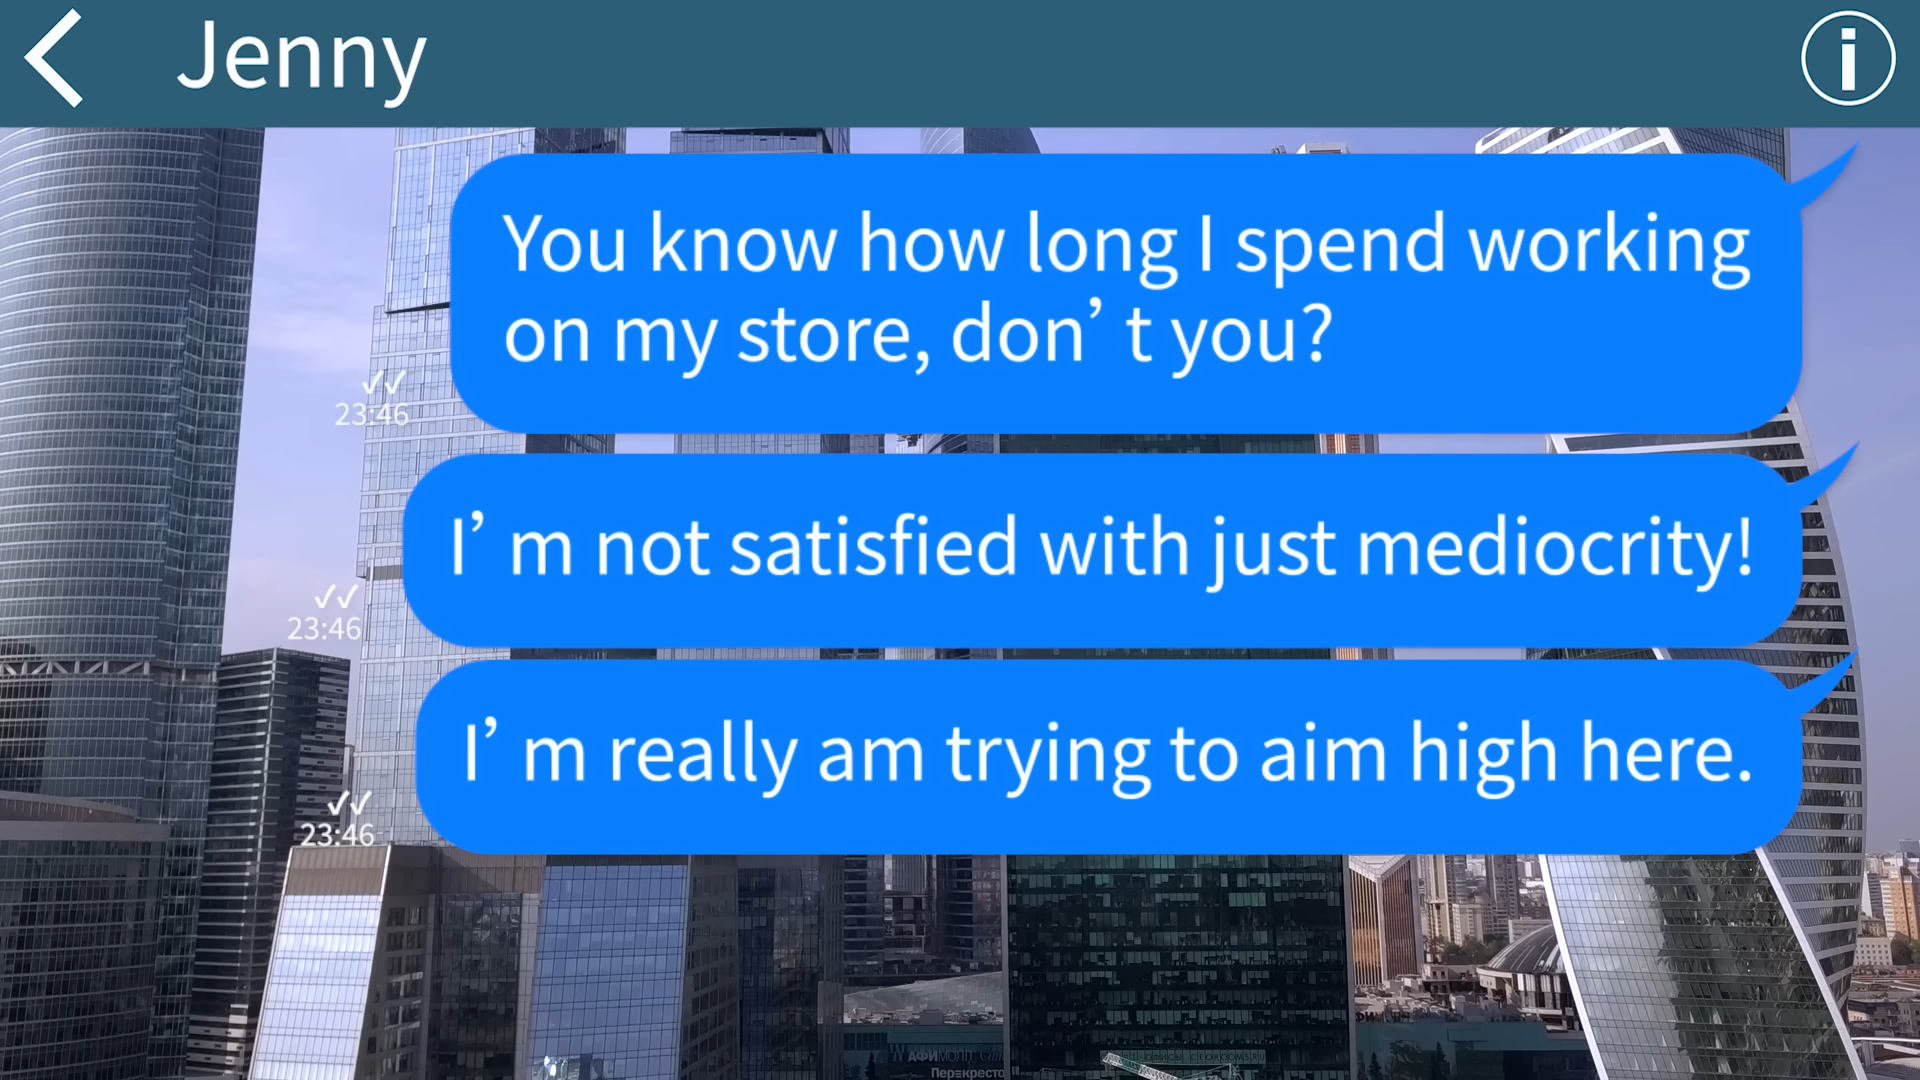 Jenny
You know how long I spend working
on my store, don’ t you?
✓✓
23:46
I’ m not satisfied with just mediocrity!
✓✓
23:46
I’ m really am trying to aim high here.
✓✓
23:46
АФИМОЛЛ
Перекресто